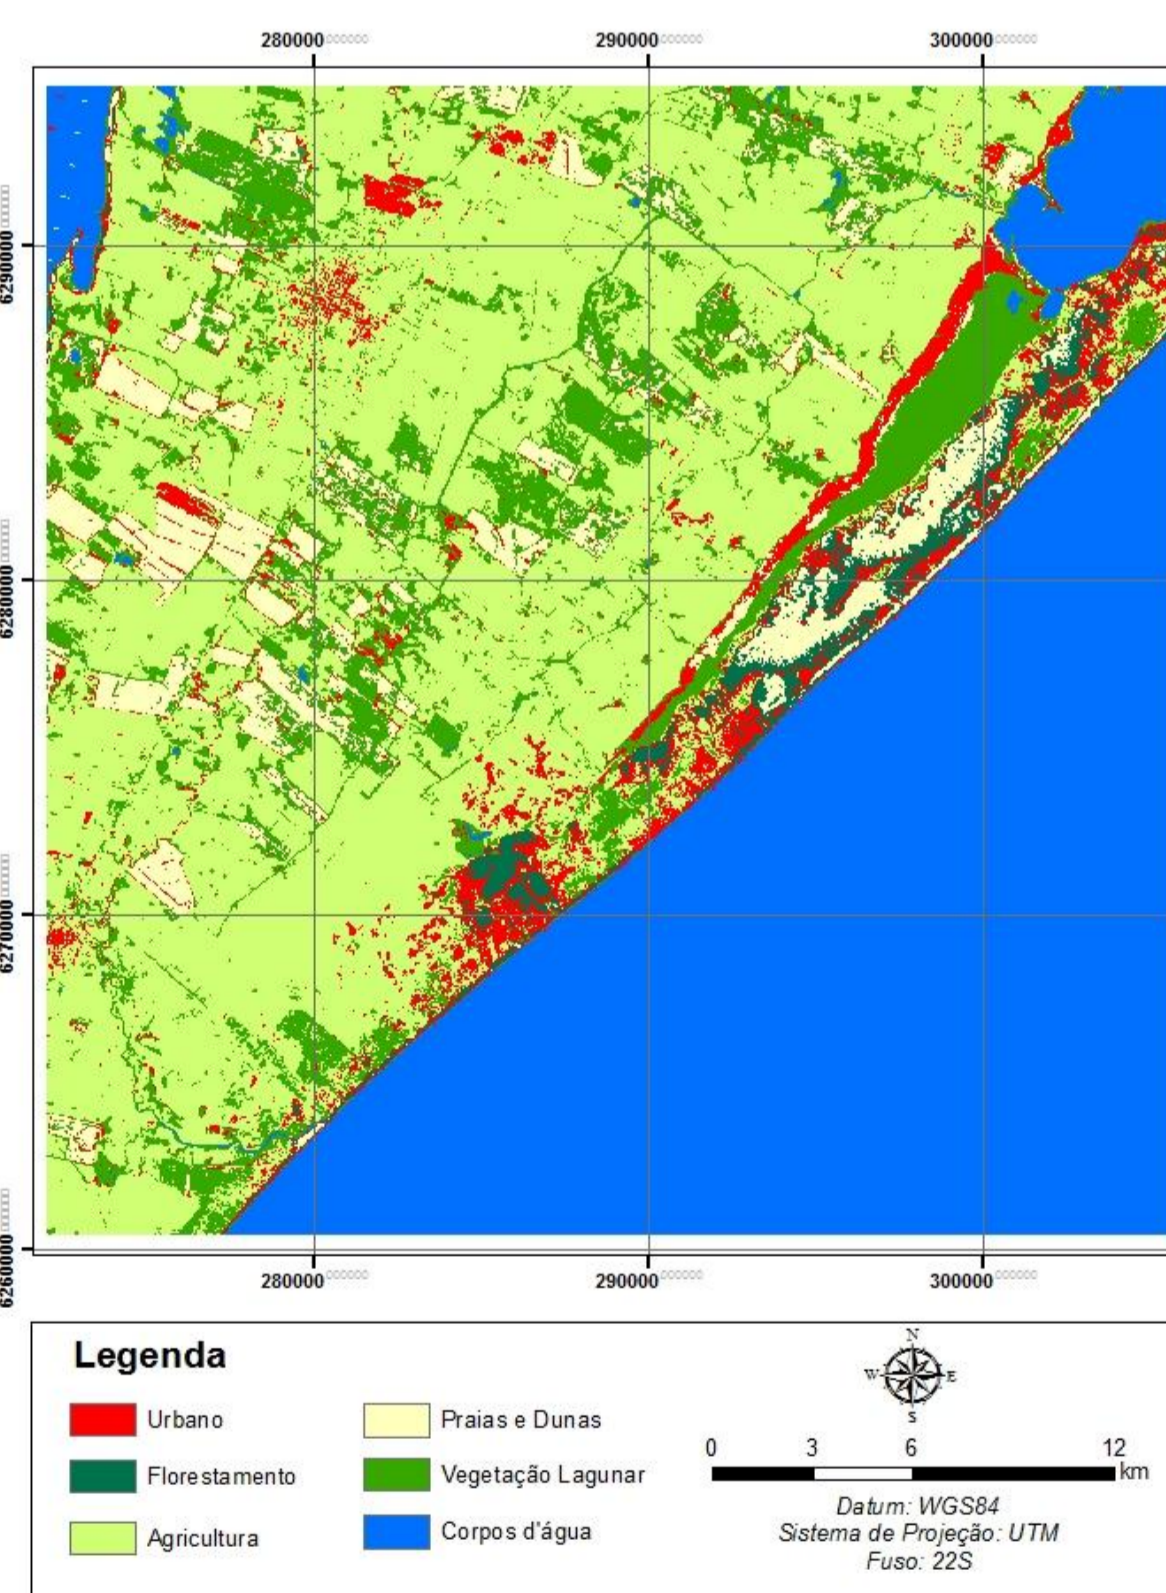 280000 290000 300000
6290000
6280000
6270000
6260000
280000 290000 300000
Legenda
Urbano
Florestamento
Agricultura
Praias e Dunas
Vegetação Lagunar
Corpos d'água
N
W E
S
0 3 6 12
km
Datum: WGS84
Sistema de Projeção: UTM
Fuso: 22S